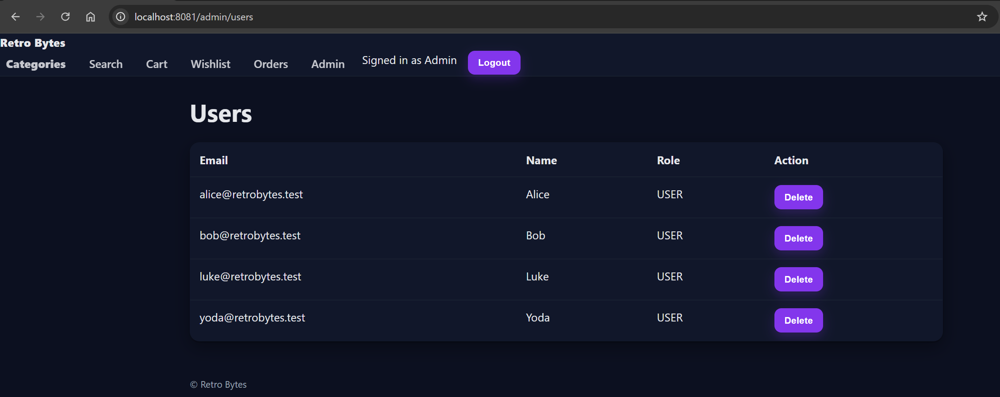 localhost:8081/admin/users
Retro Bytes
Categories Search Cart Wishlist Orders Admin Signed in as Admin Logout
Users
Email Name Role Action
alice@retrobytes.test Alice USER Delete
bob@retrobytes.test Bob USER Delete
luke@retrobytes.test Luke USER Delete
yoda@retrobytes.test Yoda USER Delete
© Retro Bytes